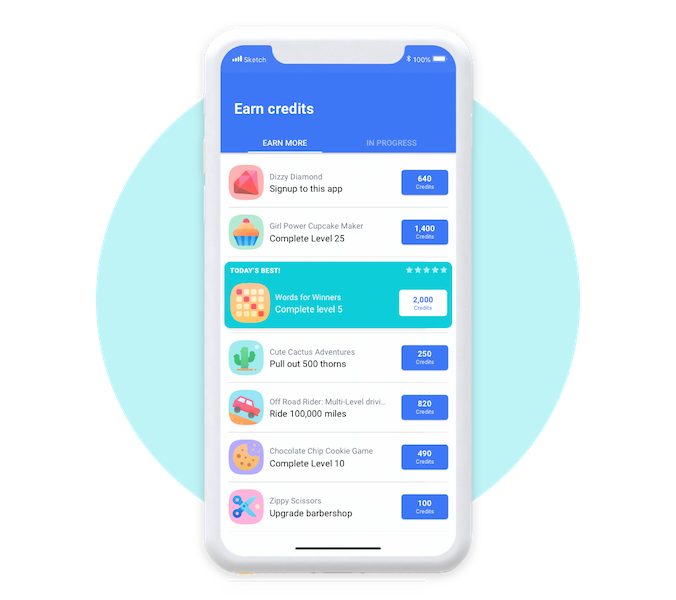 Sketch
100%
Earn credits
EARN MORE
IN PROGRESS
Dizzy Diamond
640
Signup to this app
Credits
Girl Power Cupcake Maker
1,400
Complete Level 25
Credits
TODAY'S BEST!
Words for Winners
2,000
Complete level 5
Credits
Cute Cactus Adventures
250
Pull out 500 thorns
Credits
Off Road Rider: Multi-Level drivi...
820
Ride 100,000 miles
Credits
Chocolate Chip Cookie Game
490
Complete Level 10
Credits
Zippy Scissors
100
Upgrade barbershop
Credits